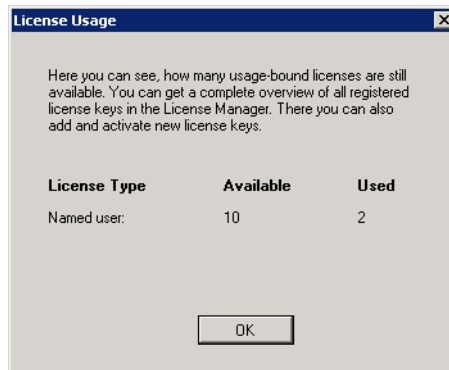 License Usage
Here you can see, how many usage-bound licenses are still
available. You can get a complete overview of all registered
license keys in the License Manager. There you can also
add and activate new license keys.
License Type Available Used
Named user: 10 2
OK